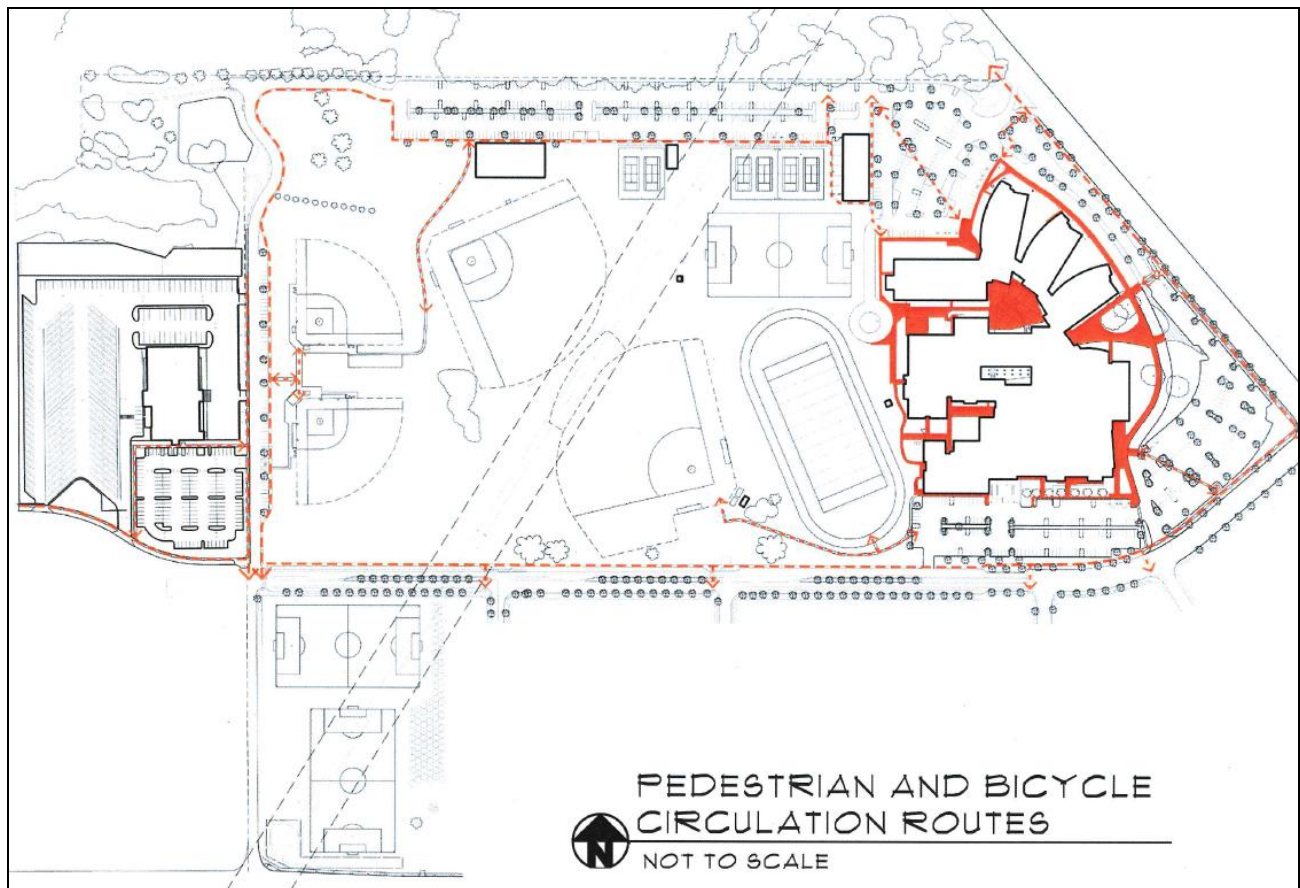 PEDESTRIAN AND BICYCLE
CIRCULATION ROUTES
N
NOT TO SCALE